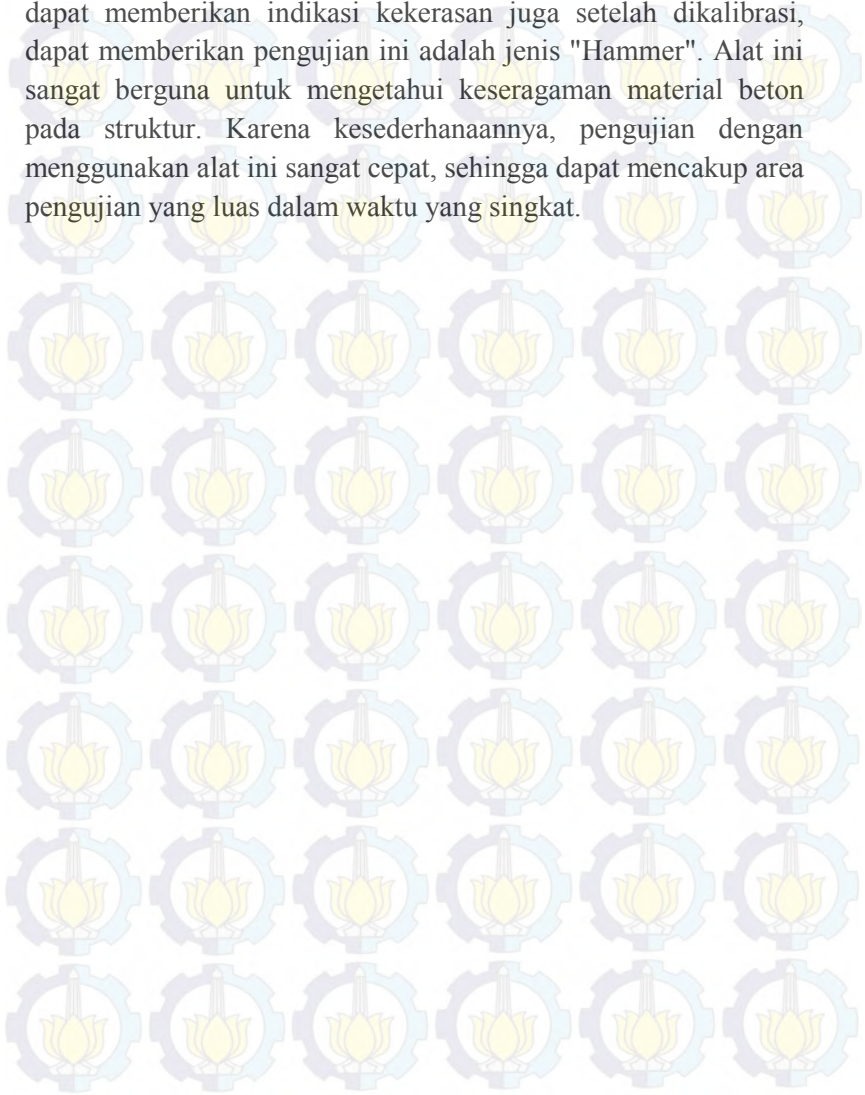 dapat memberikan indikasi kekerasan juga setelah dikalibrasi,
dapat memberikan pengujian ini adalah jenis "Hammer". Alat ini
sangat berguna untuk mengetahui keseragaman material beton
pada struktur. Karena kesederhanaannya, pengujian dengan
menggunakan alat ini sangat cepat, sehingga dapat mencakup area
pengujian yang luas dalam waktu yang singkat.